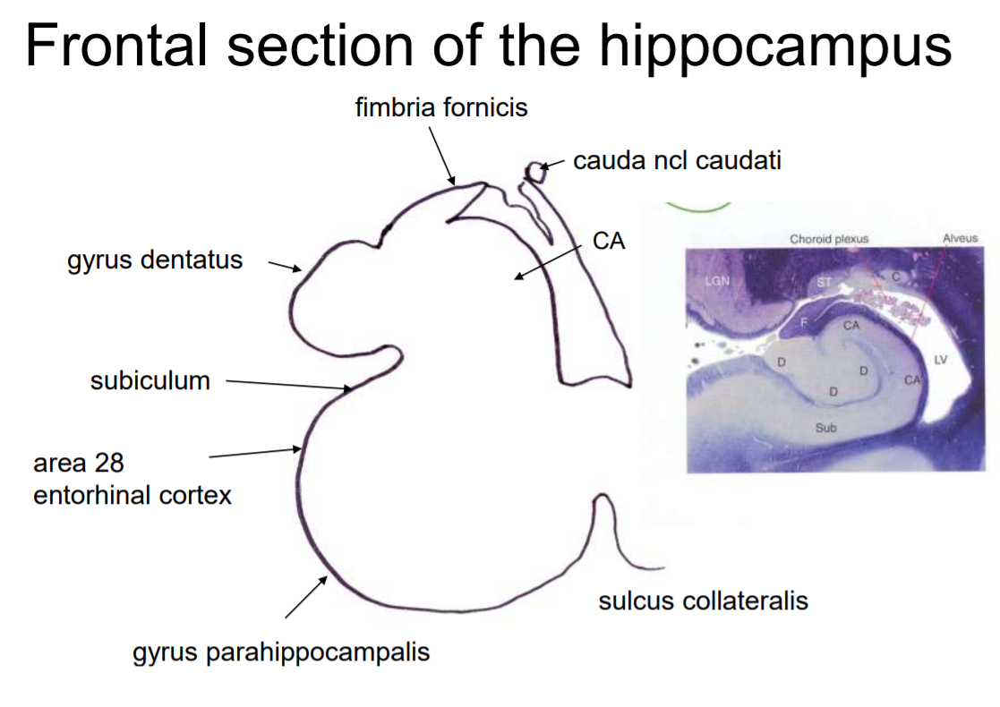 Frontal section of the hippocampus
fimbria fornicis
cauda ncl caudati
CA
gyrus dentatus
subiculum
area 28
entorhinal cortex
gyrus parahippocampalis
sulcus collateralis
Choroid plexus
Alveus
LGN
ST
C
F
CA
LV
D
D
CA
D
Sub